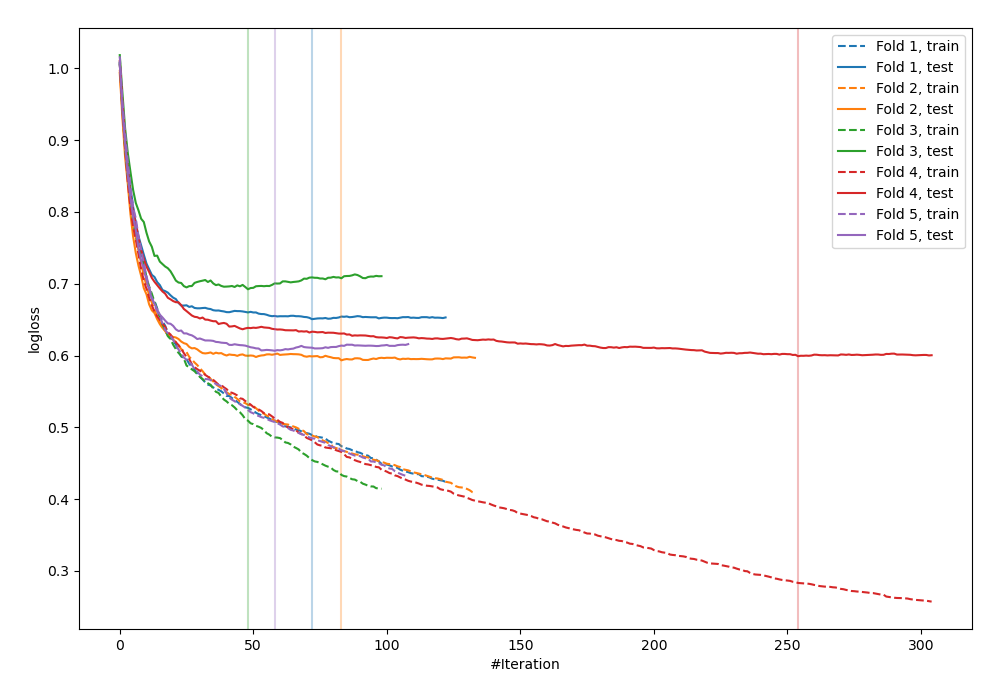 1.0
0.9
0.8
0.7
0.6
0.5
0.4
0.3
logloss
0
50
100
150
200
250
300
#Iteration
Fold 1, train
Fold 1, test
Fold 2, train
Fold 2, test
Fold 3, train
Fold 3, test
Fold 4, train
Fold 4, test
Fold 5, train
Fold 5, test